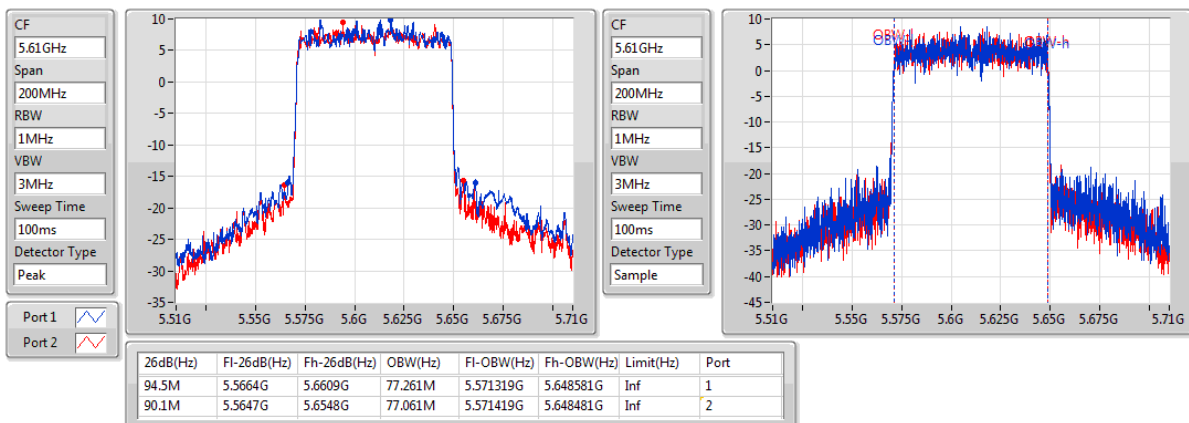 CF
5.61GHz
Span
200MHz
RBW
1MHz
VBW
3MHz
Sweep Time
100ms
Detector Type
Peak
Port 1
Port 2
10
5
0
-5
-10
-15
-20
-25
-30
-35
5.51G 5.55G 5.575G 5.6G 5.625G 5.65G 5.675G 5.71G
CF
5.61GHz
Span
200MHz
RBW
1MHz
VBW
3MHz
Sweep Time
100ms
Detector Type
Sample
10
5
0
-5
-10
-15
-20
-25
-30
-35
-40
-45
OBW-h
5.51G 5.55G 5.575G 5.6G 5.625G 5.65G 5.675G 5.71G
26dB(Hz) Fl-26dB(Hz) Fh-26dB(Hz) OBW(Hz) Fl-OBW(Hz) Fh-OBW(Hz) Limit(Hz) Port
94.5M 5.5664G 5.6609G 77.261M 5.571319G 5.648581G Inf 1
90.1M 5.5647G 5.6548G 77.061M 5.571419G 5.648481G Inf 2